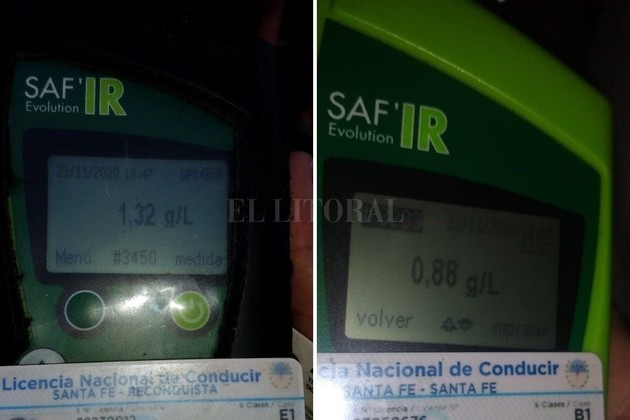 SAF'IR
Evolution
23/11/2020 18:47
1,32 g/L
Menú #3450 medida
Licencia Nacional de Conducir
SANTA FE - RECONQUISTA
E1
EL LITORAL
SAF'IR
Evolution
0,88 g/L
volver imprimir
Nacional de Conducir
SANTA FE - SANTA FE
B1